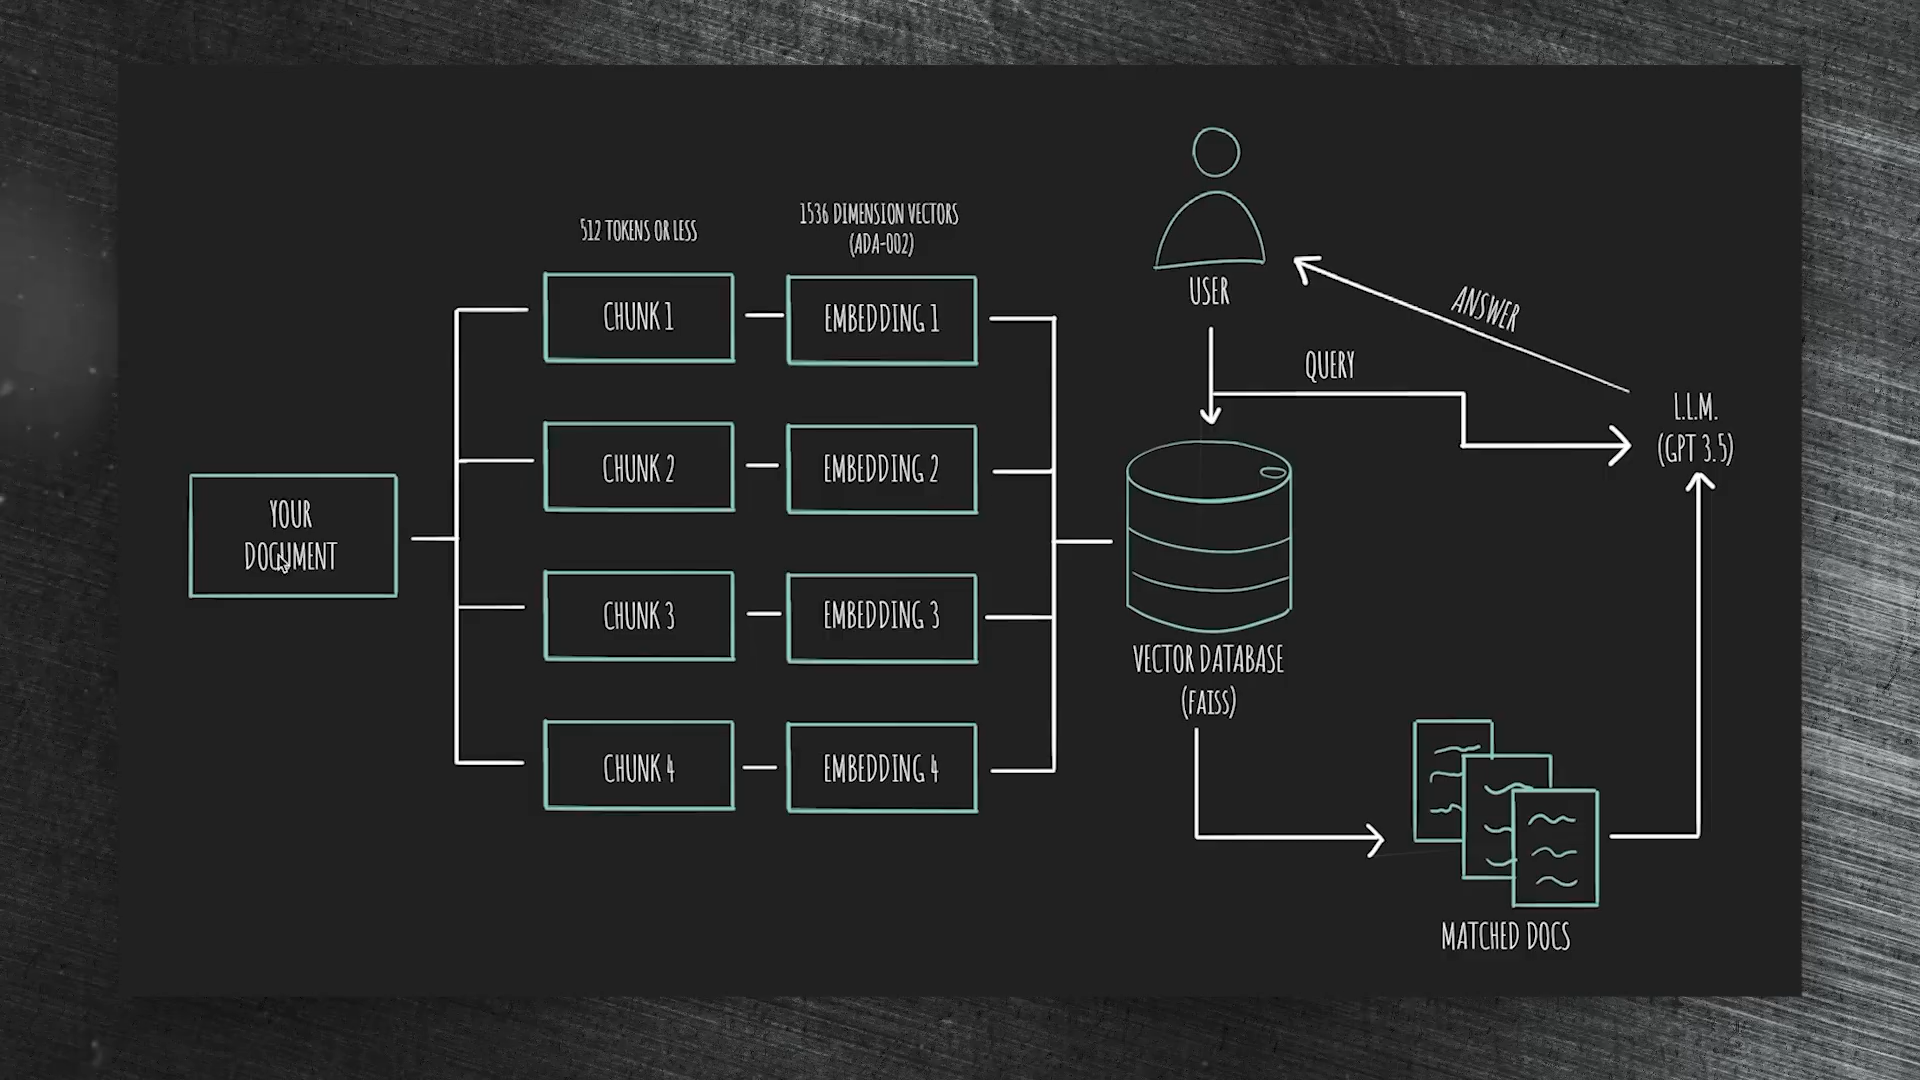 512 TOKENS OR LESS
1536 DIMENSION VECTORS
(ADA-002)
YOUR
DOCUMENT
CHUNK 1
EMBEDDING 1
CHUNK 2
EMBEDDING 2
CHUNK 3
EMBEDDING 3
CHUNK 4
EMBEDDING 4
USER
QUERY
ANSWER
L.L.M.
(GPT 3.5)
VECTOR DATABASE
(FAISS)
MATCHED DOCS